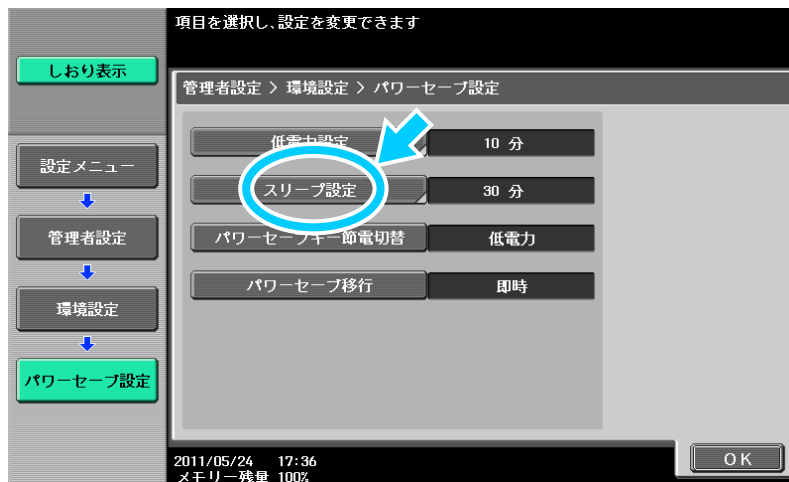 項目を選択し、設定を変更できます
しおり表示
管理者設定 > 環境設定 > パワーセーブ設定
設定メニュー
管理者設定
環境設定
パワーセーブ設定
低電力設定 10 分
スリープ設定 30 分
パワーセーブキー節電切替 低電力
パワーセーブ移行 即時
2011/05/24 17:36
メモリー残量 100%
OK